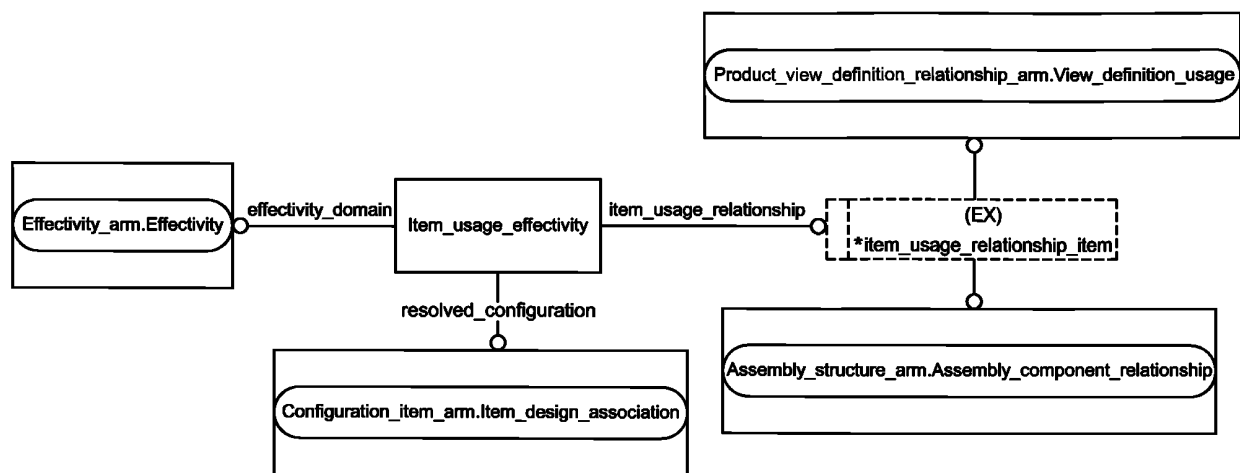 Product_view_definition_relationship_arm.View_definition_usage
Effectivity_arm.Effectivity
effectivity_domain
Item_usage_effectivity
item_usage_relationship
(EX)
*item_usage_relationship_item
resolved_configuration
Configuration_item_arm.Item_design_association
Assembly_structure_arm.Assembly_component_relationship